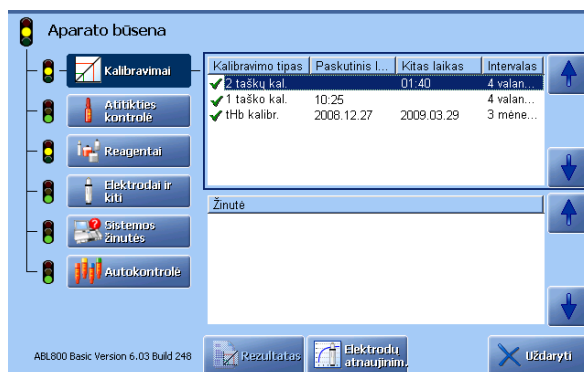 Aparato būsena
Kalibravimai
Atitikties
kontrolė
Reagentai
Elektrodai ir
kiti
Sistemos
žinutės
Autokontrolė
Kalibravimo tipas Paskutinis l... Kitas laikas Intervalas
2 taškų kal. 01:40 4 valan...
1 taško kal. 10:25 4 valan...
tHb kalibr. 2008.12.27 2009.03.29 3 mėne...
Žinutė
ABL800 Basic Version 6.03 Build 248
Rezultatas
Elektrodų
atnaujinim.
Uždaryti